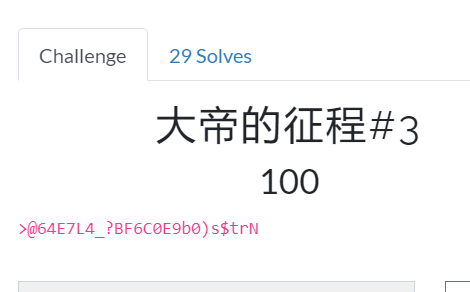 Challenge
29 Solves
大帝的征程#3
100
>@64E7L4_?BF6C0E9b0)s$trN